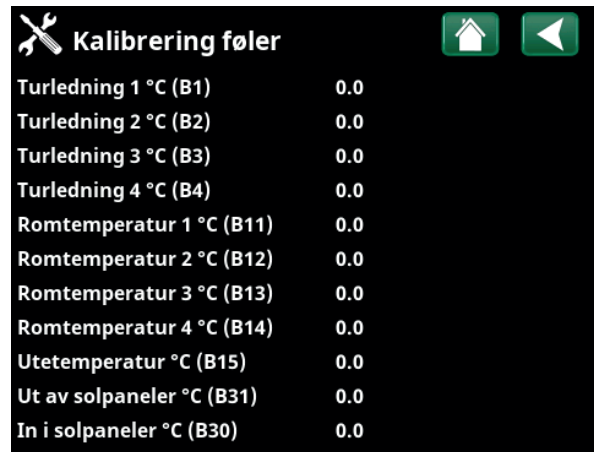 Kalibrering føler
Turledning 1 °C (B1) 0.0
Turledning 2 °C (B2) 0.0
Turledning 3 °C (B3) 0.0
Turledning 4 °C (B4) 0.0
Romtemperatur 1 °C (B11) 0.0
Romtemperatur 2 °C (B12) 0.0
Romtemperatur 3 °C (B13) 0.0
Romtemperatur 4 °C (B14) 0.0
Utetemperatur °C (B15) 0.0
Ut av solpaneler °C (B31) 0.0
In i solpaneler °C (B30) 0.0